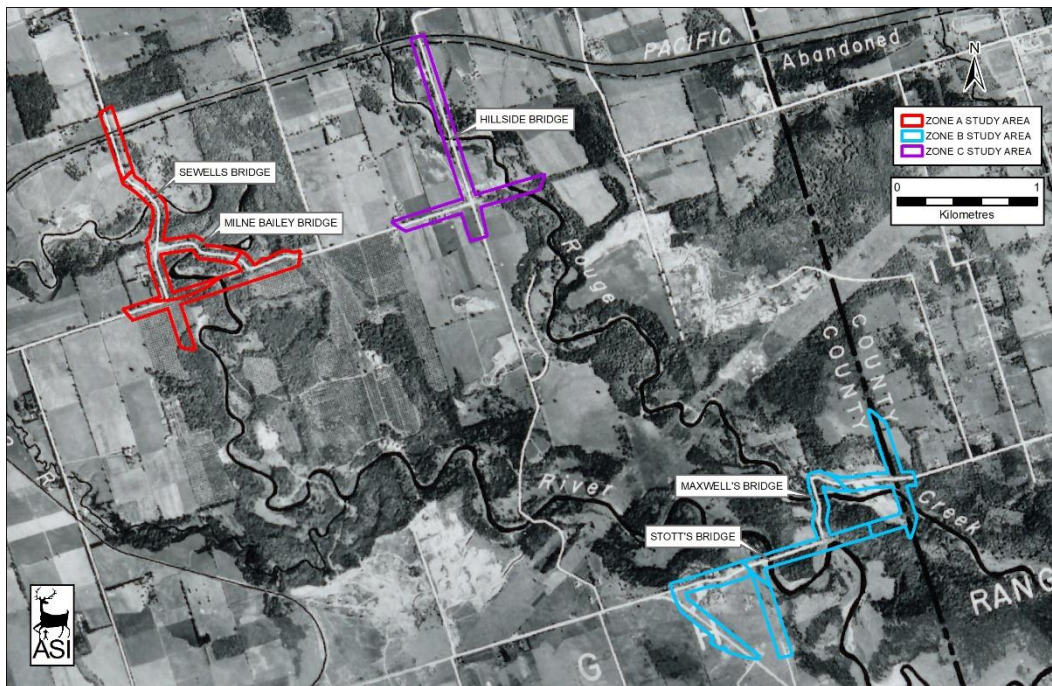 PACIFIC
Abandoned
N
HILLSIDE BRIDGE
ZONE A STUDY AREA
ZONE B STUDY AREA
ZONE C STUDY AREA
SEWELLS BRIDGE
0 1
Kilometres
MILNE BAILEY BRIDGE
Rouge
COUNTY
COUNTY
R
MAXWELL'S BRIDGE
River
Creek
STOTT'S BRIDGE
RANG
ASI
G